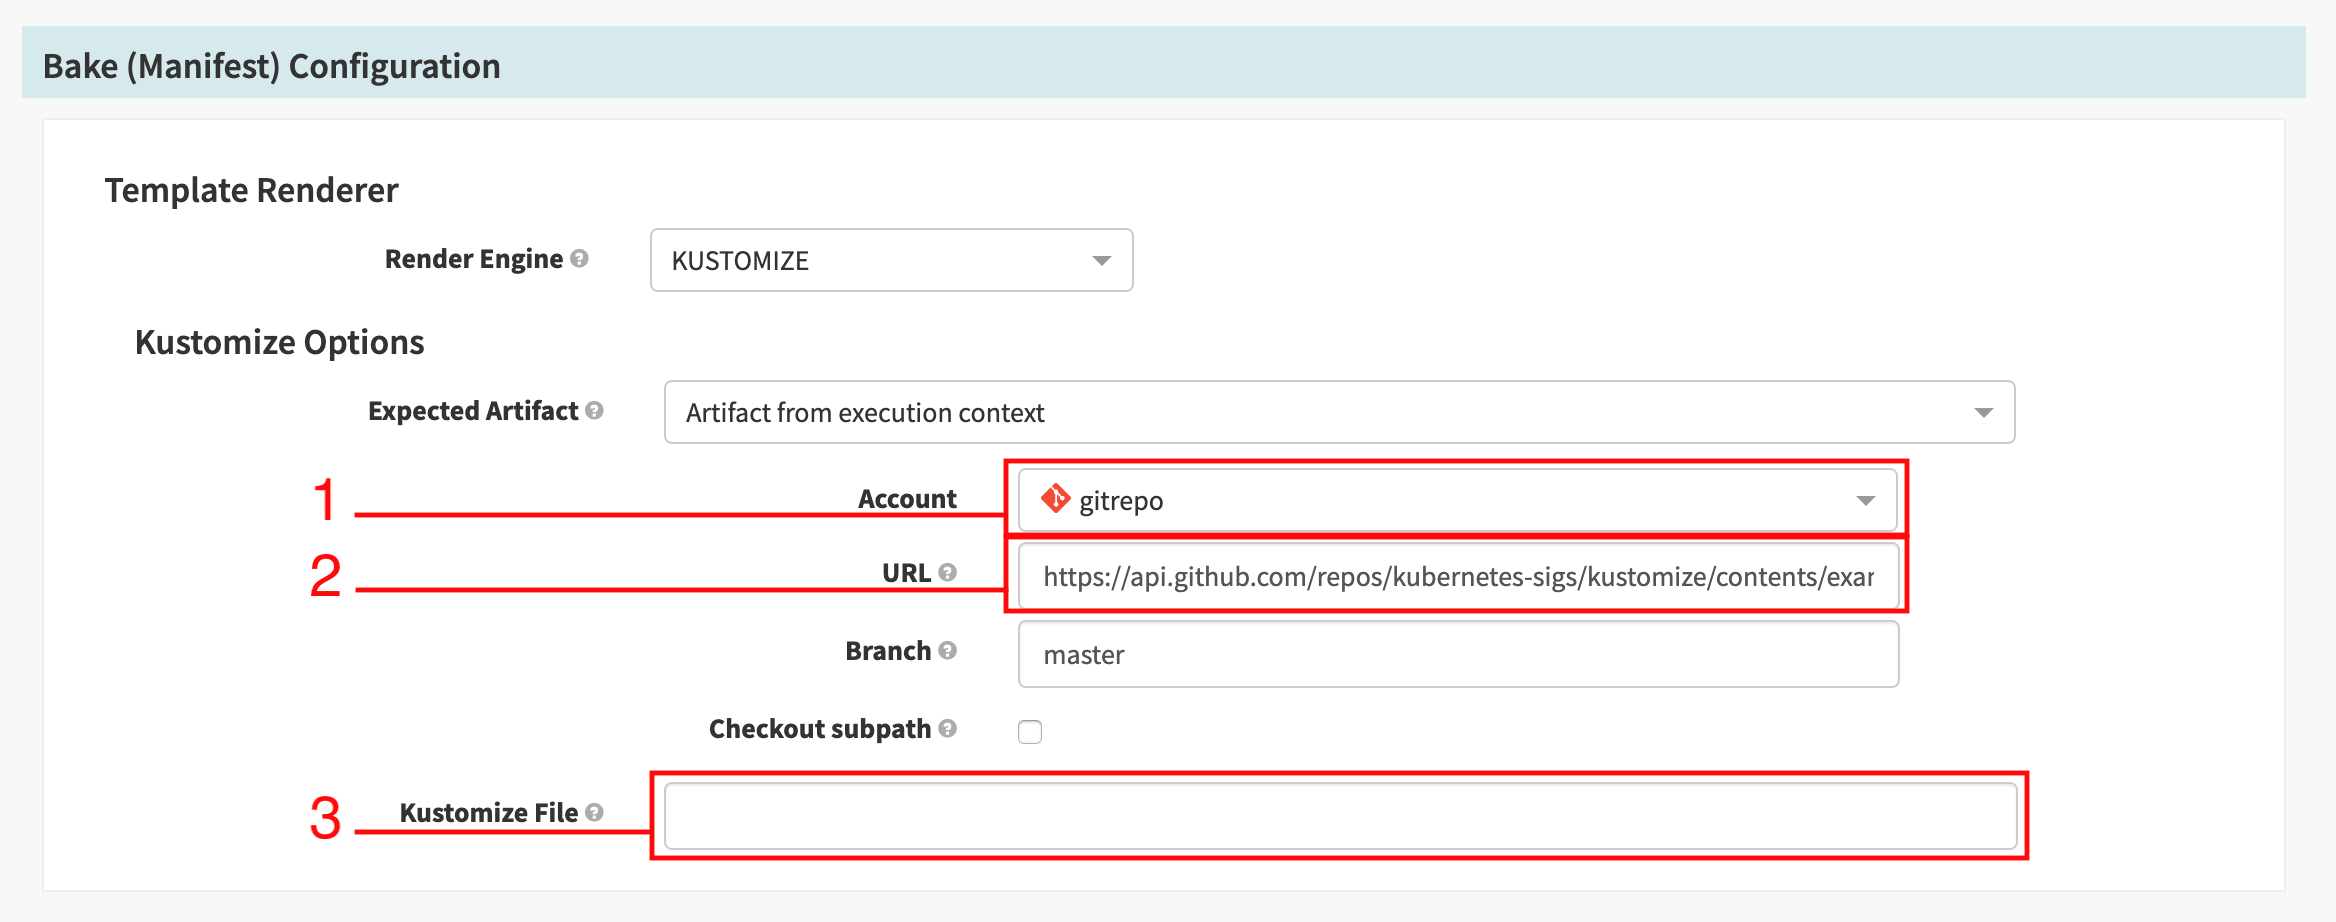 Bake (Manifest) Configuration
Template Renderer
Render Engine ? KUSTOMIZE
Kustomize Options
Expected Artifact ? Artifact from execution context
1 Account gitrepo
2 URL ? https://api.github.com/repos/kubernetes-sigs/kustomize/contents/exar
Branch ? master
Checkout subpath ?
3 Kustomize File ?